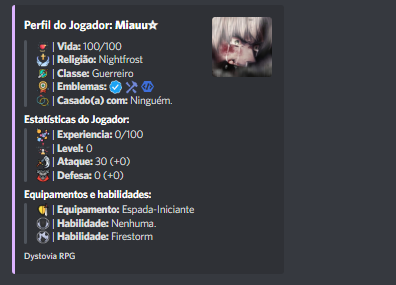 Perfil do Jogador: Miauu☆
| Vida: 100/100
| Religião: Nightfrost
| Classe: Guerreiro
| Emblemas:
| Casado(a) com: Ninguém.
Estatísticas do Jogador:
| Experiencia: 0/100
| Level: 0
| Ataque: 30 (+0)
| Defesa: 0 (+0)
Equipamentos e habilidades:
| Equipamento: Espada-Iniciante
| Habilidade: Nenhuma.
| Habilidade: Firestorm
Dystovia RPG